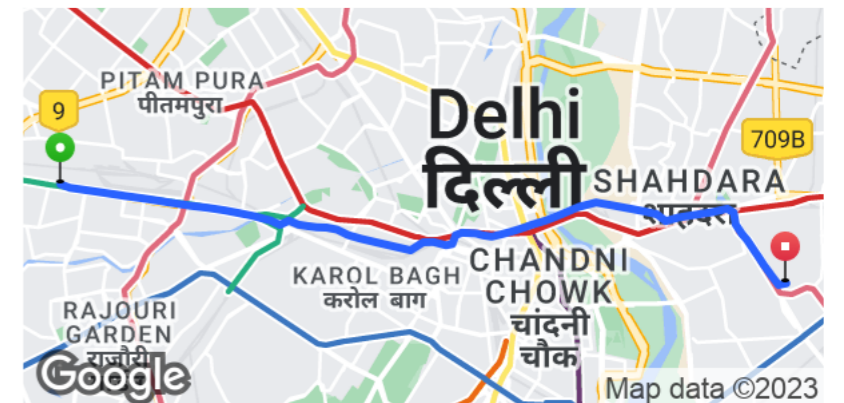 PITAM PURA
पीतमपुरा
9
Delhi
दिल्ली
709B
SHAHDARA
शाहदरा
KAROL BAGH
करोल बाग
CHANDNI
CHOWK
चांदनी
चौक
RAJOURI
GARDEN
राजौरी
Google
Map data ©2023